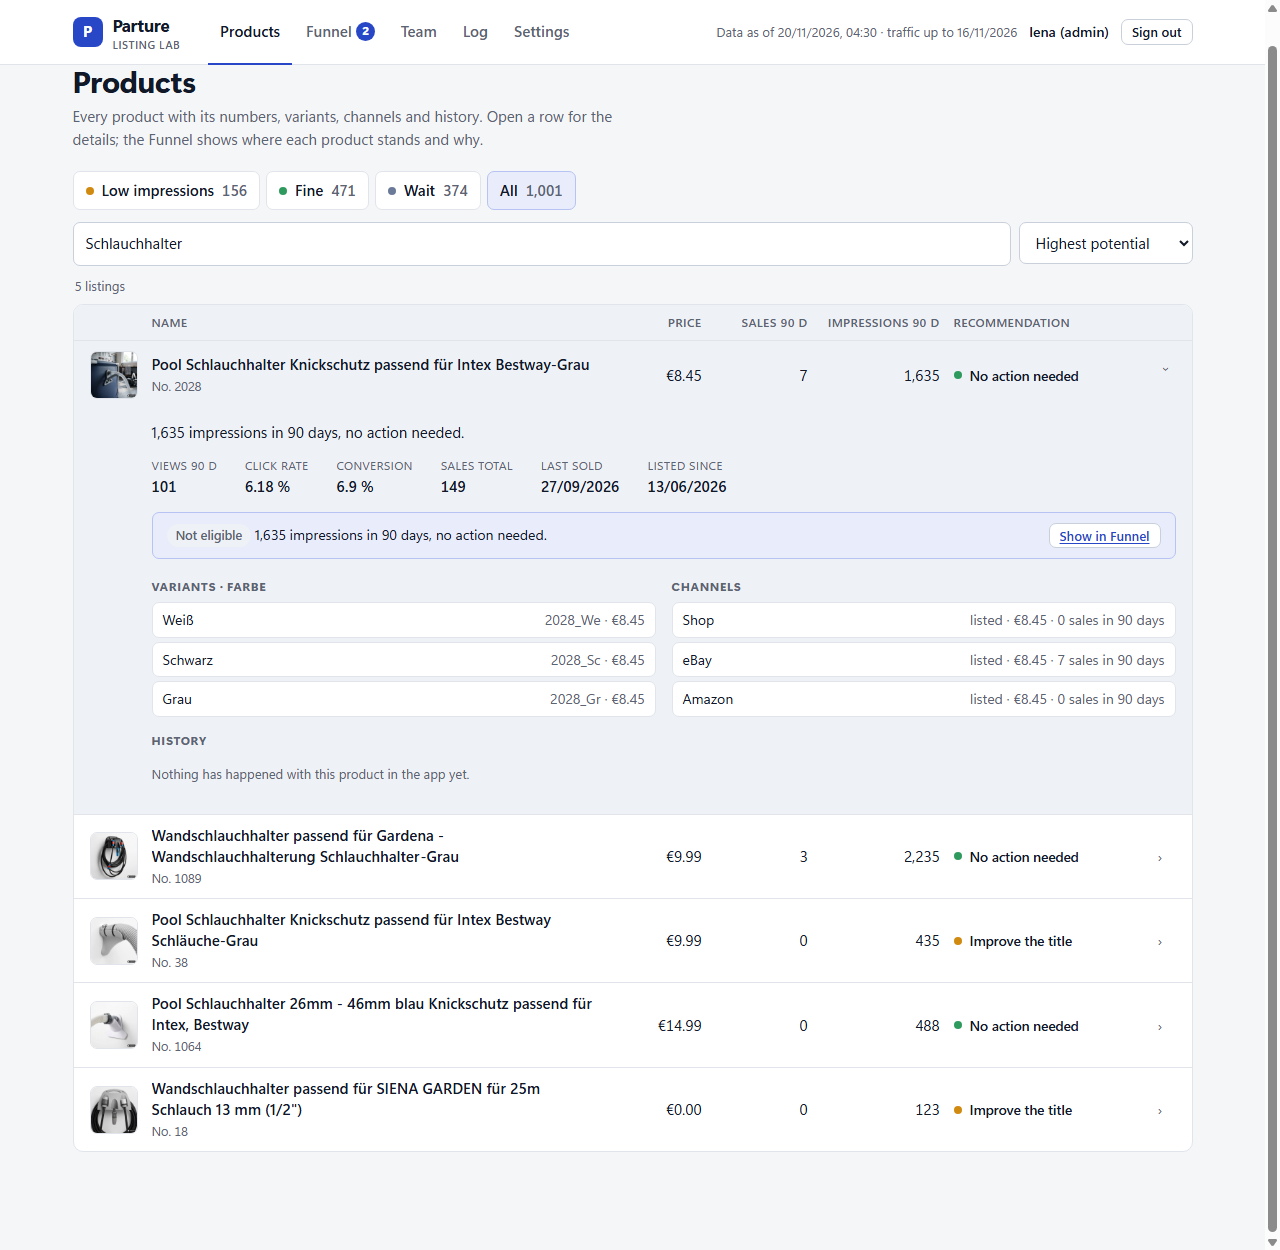 P Parture
LISTING LAB
Products Funnel 2 Team Log Settings
Data as of 20/11/2026, 04:30 · traffic up to 16/11/2026 lena (admin) Sign out
Products
Every product with its numbers, variants, channels and history. Open a row for the
details; the Funnel shows where each product stands and why.
Low impressions 156 Fine 471 Wait 374 All 1,001
Schlauchhalter Highest potential
5 listings
NAME PRICE SALES 90 D IMPRESSIONS 90 D RECOMMENDATION
Pool Schlauchhalter Knickschutz passend für Intex Bestway-Grau
No. 2028
€8.45 7 1,635 No action needed
1,635 impressions in 90 days, no action needed.
VIEWS 90 D CLICK RATE CONVERSION SALES TOTAL LAST SOLD LISTED SINCE
101 6.18 % 6.9 % 149 27/09/2026 13/06/2026
Not eligible 1,635 impressions in 90 days, no action needed. Show in Funnel
VARIANTS · FARBE
Weiß 2028_We · €8.45
Schwarz 2028_Sc · €8.45
Grau 2028_Gr · €8.45
CHANNELS
Shop listed · €8.45 · 0 sales in 90 days
eBay listed · €8.45 · 7 sales in 90 days
Amazon listed · €8.45 · 0 sales in 90 days
HISTORY
Nothing has happened with this product in the app yet.
Wandschlauchhalter passend für Gardena -
Wandschlauchhalterung Schlauchhalter-Grau
No. 1089
€9.99 3 2,235 No action needed
Pool Schlauchhalter Knickschutz passend für Intex Bestway
Schläuche-Grau
No. 38
€9.99 0 435 Improve the title
Pool Schlauchhalter 26mm - 46mm blau Knickschutz passend für
Intex, Bestway
No. 1064
€14.99 0 488 No action needed
Wandschlauchhalter passend für SIENA GARDEN für 25m
Schlauch 13 mm (1/2")
No. 18
€0.00 0 123 Improve the title